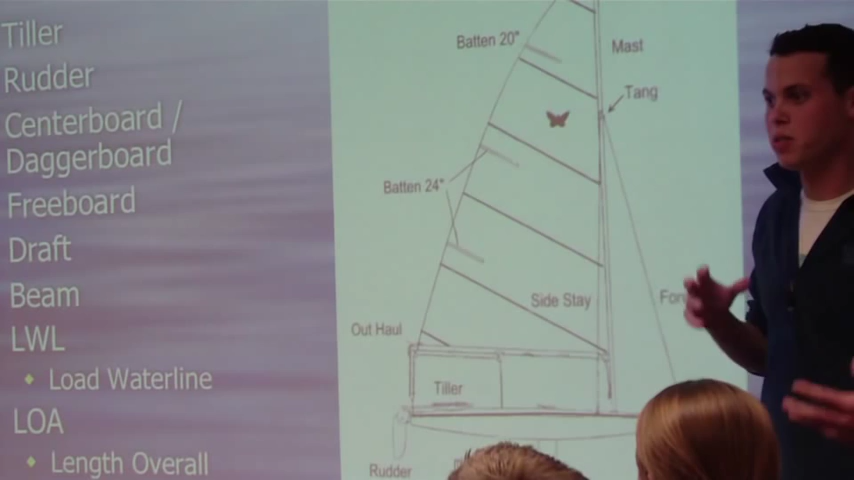 Tiller
Rudder
Centerboard /
Daggerboard
Freeboard
Draft
Beam
LWL
Load Waterline
LOA
Length Overall
Batten 20"
Mast
Tang
Batten 24"
Side Stay
Out Haul
Tiller
Rudder